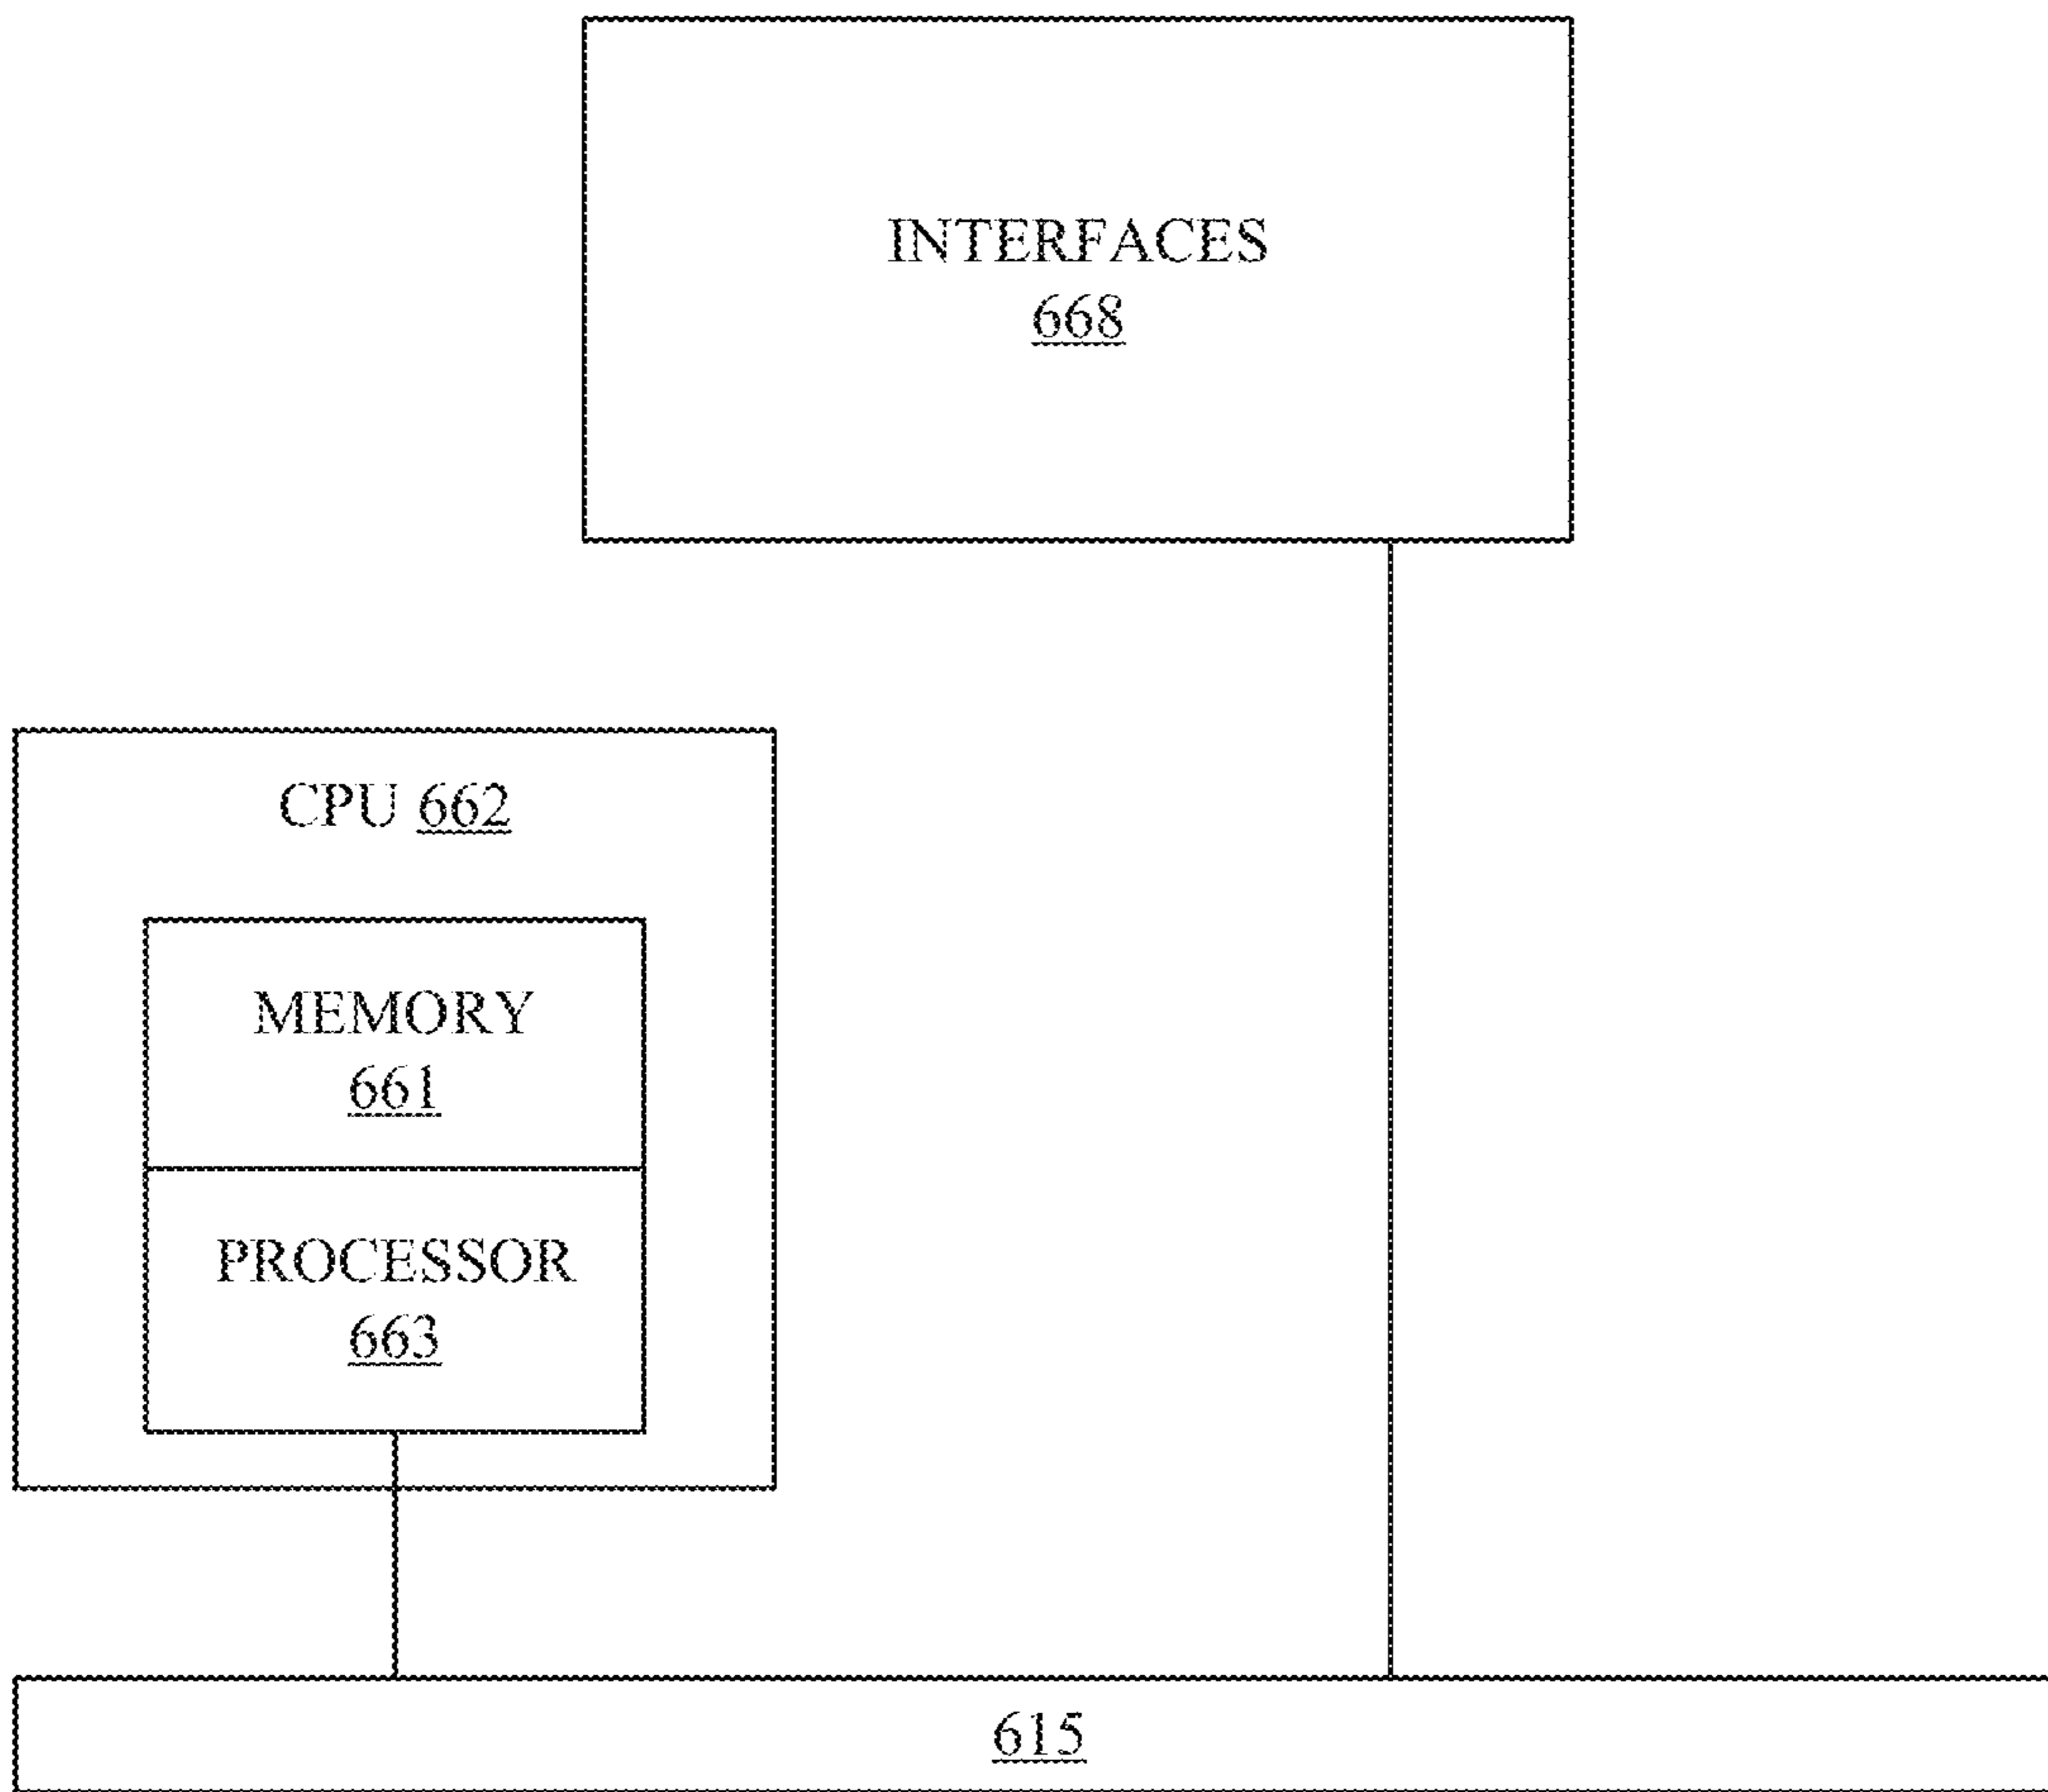 INTERFACES
668
CPU 662
MEMORY
661
PROCESSOR
663
615